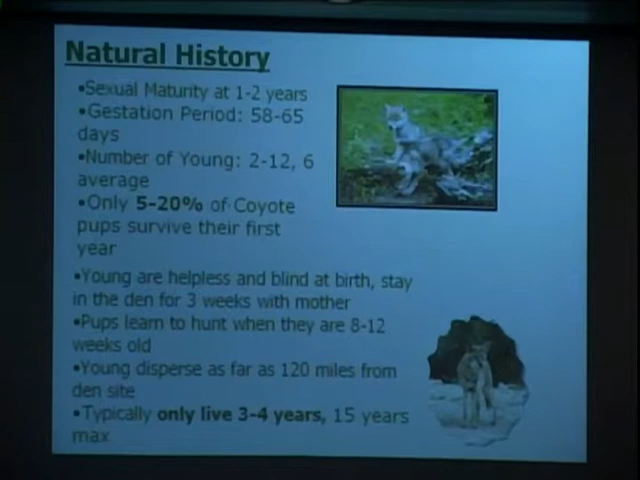 Natural History
•Sexual Maturity at 1-2 years
•Gestation Period: 58-65
days
•Number of Young: 2-12, 6
average
•Only 5-20% of Coyote
pups survive their first
year
•Young are helpless and blind at birth, stay
in the den for 3 weeks with mother
•Pups learn to hunt when they are 8-12
weeks old
•Young disperse as far as 120 miles from
den site
•Typically only live 3-4 years, 15 years
max